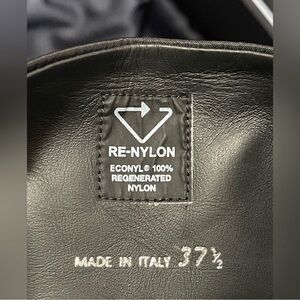 RE-NYLON
ECONYL® 100%
REGENERATED
NYLON
MADE IN ITALY 37½